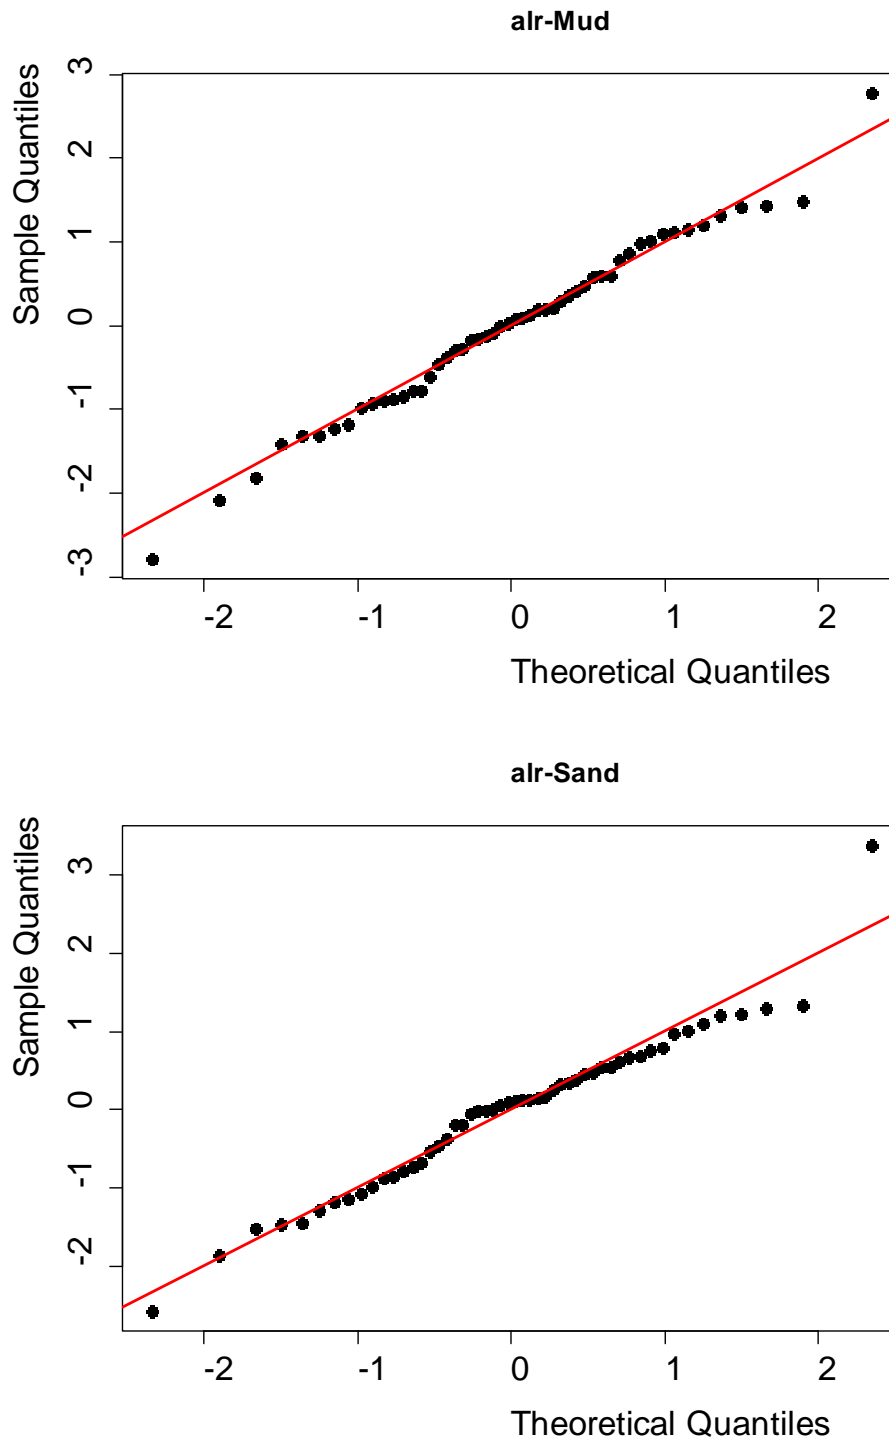 alr-Mud
Sample Quantiles
3
2
1
0
-1
-2
-3
-2 -1 0 1 2
Theoretical Quantiles
alr-Sand
Sample Quantiles
3
2
1
0
-1
-2
-2 -1 0 1 2
Theoretical Quantiles